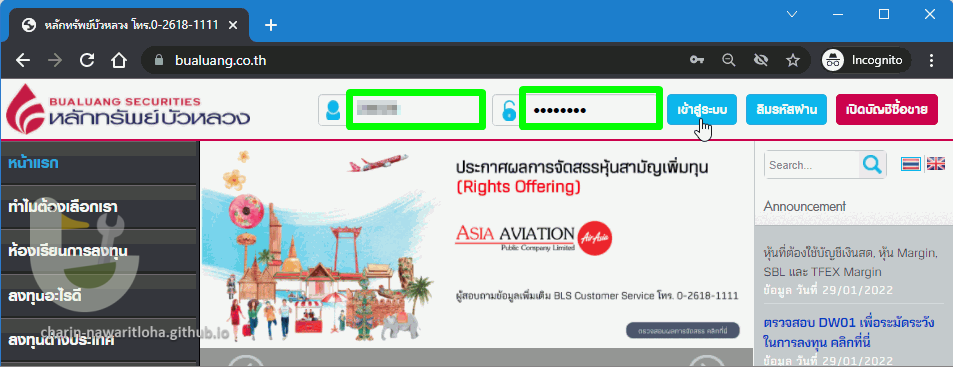 หลักทรัพย์บัวหลวง โทร.0-2618-1111
bualuang.co.th
Incognito
BUALUANG SECURITIES
หลักทรัพย์บัวหลวง
เข้าสู่ระบบ
ลืมรหัสผ่าน
เปิดบัญชีซื้อขาย
หน้าแรก
ทำไมต้องเลือกเรา
ห้องเรียนการลงทุน
ลงทุนอะไรดี
ลงทุนต่างประเทศ
charin-nawaritloha.github.io
ประกาศผลการจัดสรรหุ้นสามัญเพิ่มทุน
(Rights Offering)
ASIA AVIATION
Public Company Limited
AirAsia
ผู้สอบถามข้อมูลเพิ่มเติม BLS Customer Service โทร. 0-2618-1111
ตรวจสอบผลการจัดสรร คลิกที่นี่
Search...
Announcement
หุ้นที่ต้องใช้บัญชีเงินสด, หุ้น Margin,
SBL และ TFEX Margin
ข้อมูล วันที่ 29/01/2022
ตรวจสอบ DW01 เพื่อระมัดระวัง
ในการลงทุน คลิกที่นี่
ข้อมูล วันที่ 29/01/2022